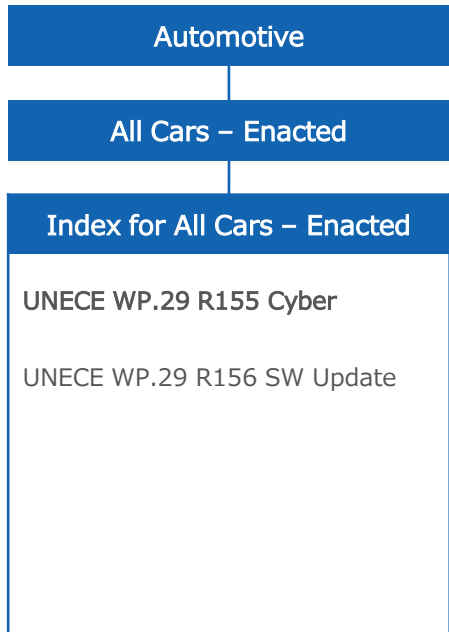 Automotive
All Cars – Enacted
Index for All Cars – Enacted
UNECE WP.29 R155 Cyber
UNECE WP.29 R156 SW Update